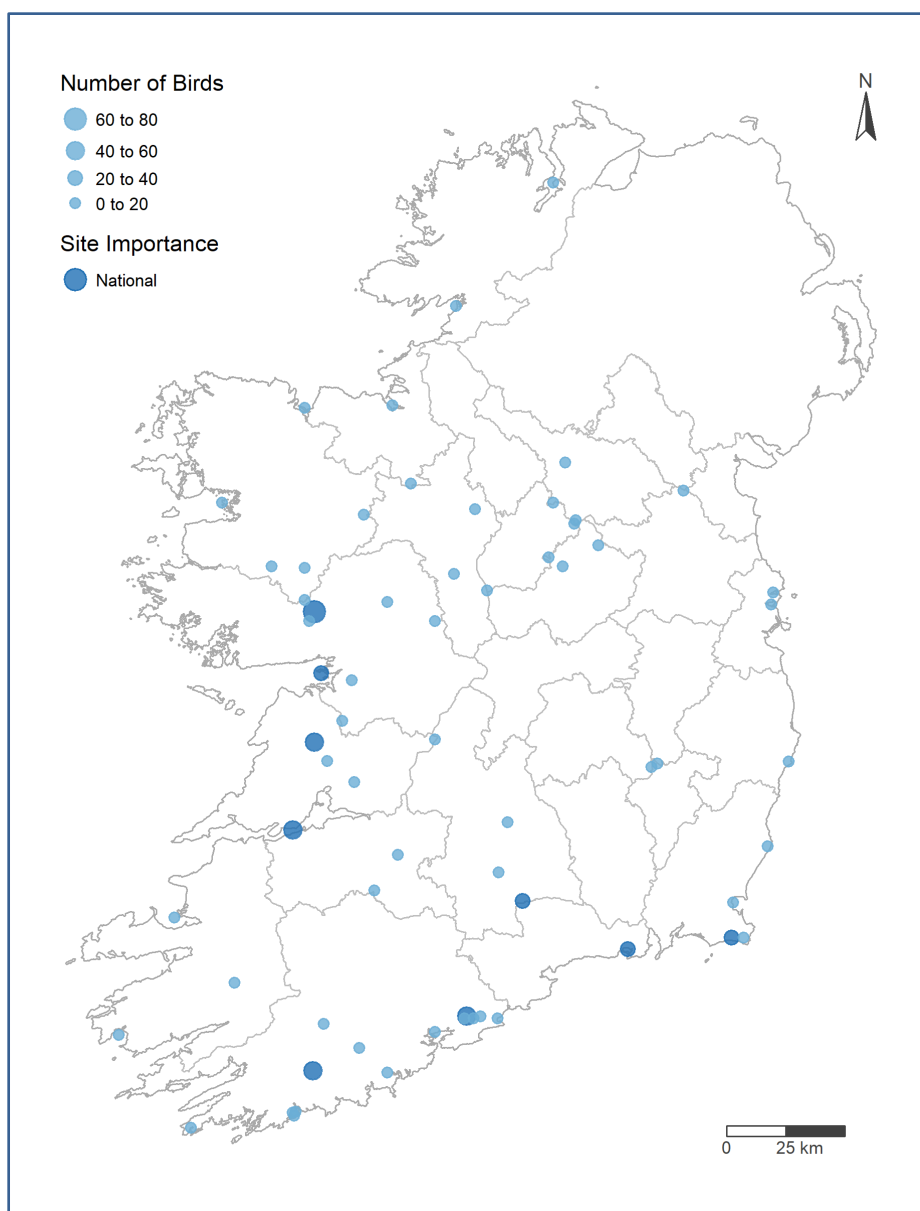 Number of Birds
60 to 80
40 to 60
20 to 40
0 to 20
Site Importance
National
N
0 25 km